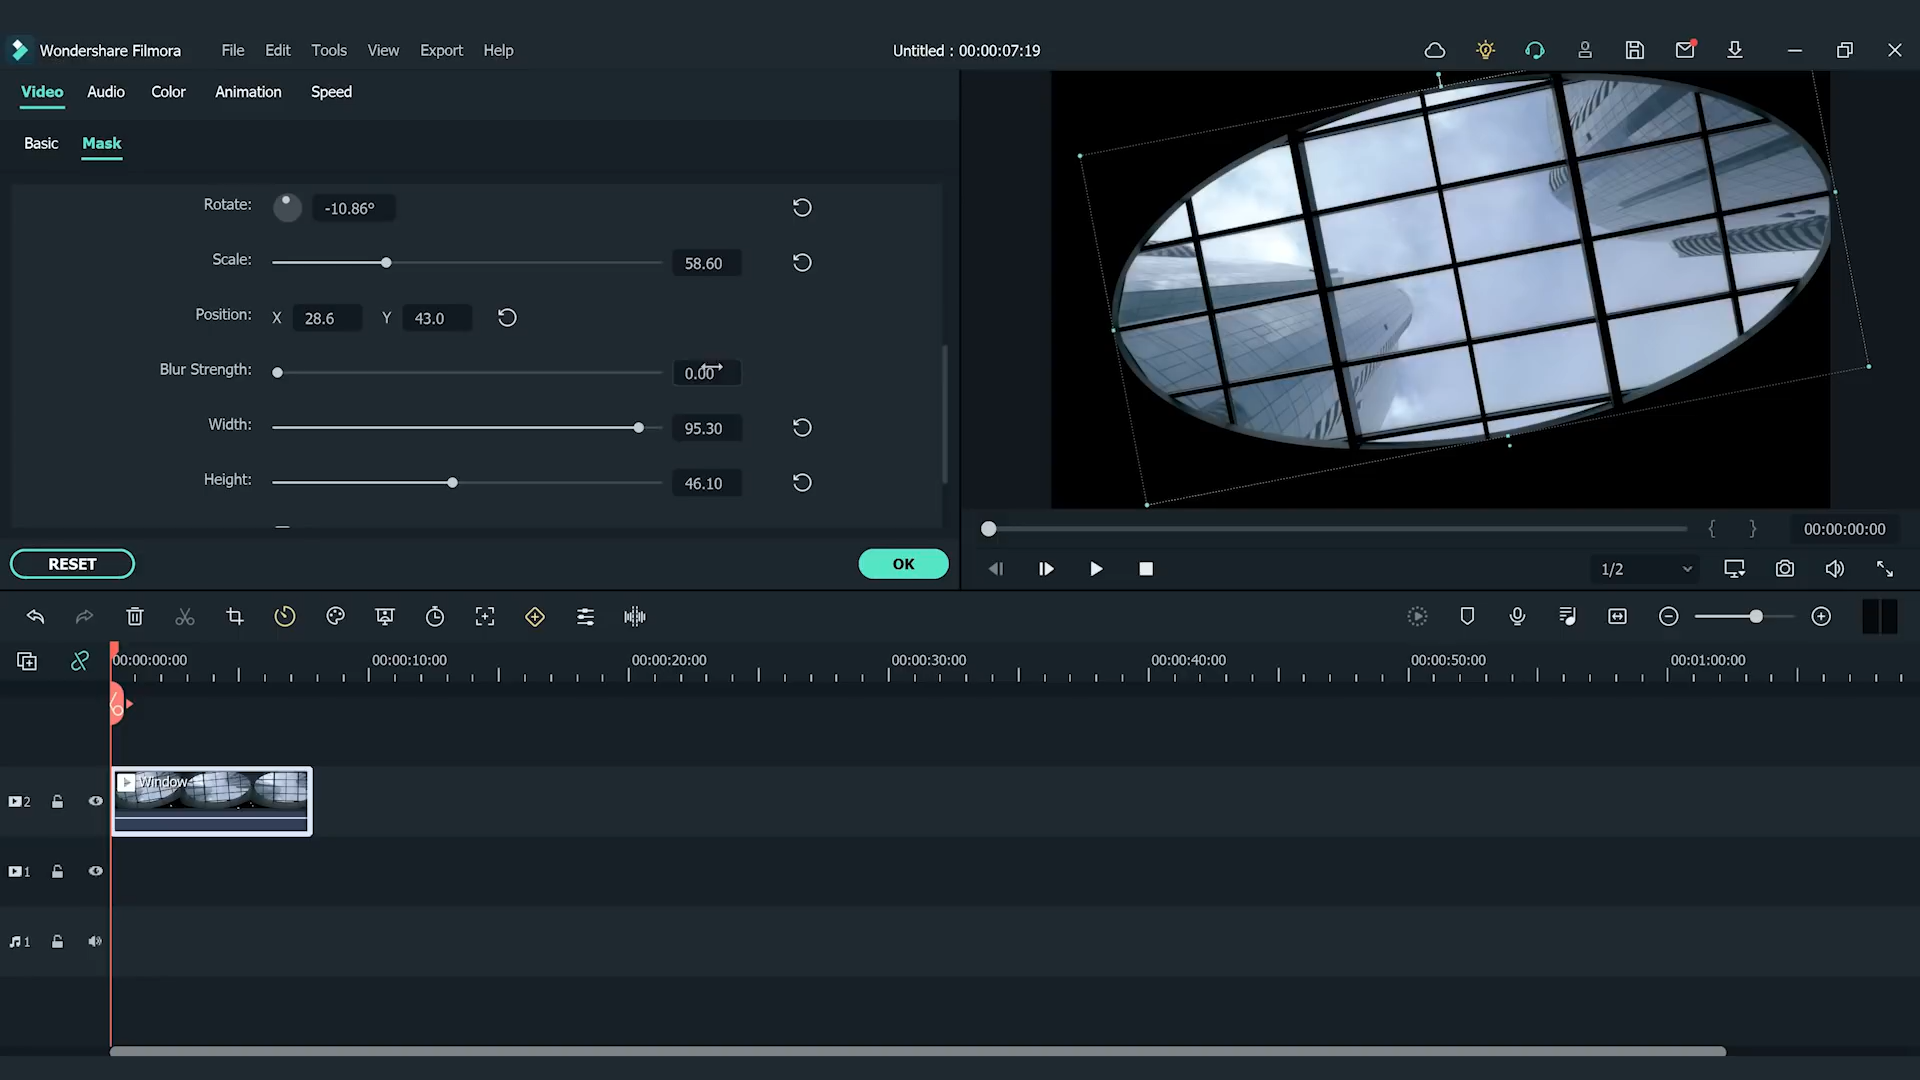 Wondershare Filmora File Edit Tools View Export Help Untitled : 00:00:07:19
Video Audio Color Animation Speed
Basic Mask
Rotate: -10.86°
Scale: 58.60
Position: X 28.6 Y 43.0
Blur Strength: 0.00
Width: 95.30
Height: 46.10
{ } 00:00:00:00
RESET OK
1/2
00:00:00:00 00:00:10:00 00:00:20:00 00:00:30:00 00:00:40:00 00:00:50:00 00:01:00:00
Window
2
1
1